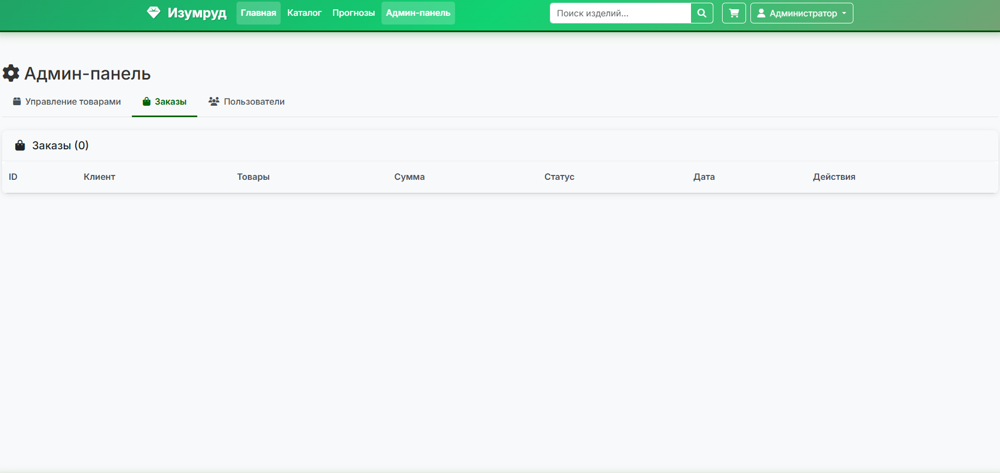 Изумруд Главная Каталог Прогнозы Админ-панель Поиск изделий... Администратор
Админ-панель
Управление товарами Заказы Пользователи
Заказы (0)
ID Клиент Товары Сумма Статус Дата Действия